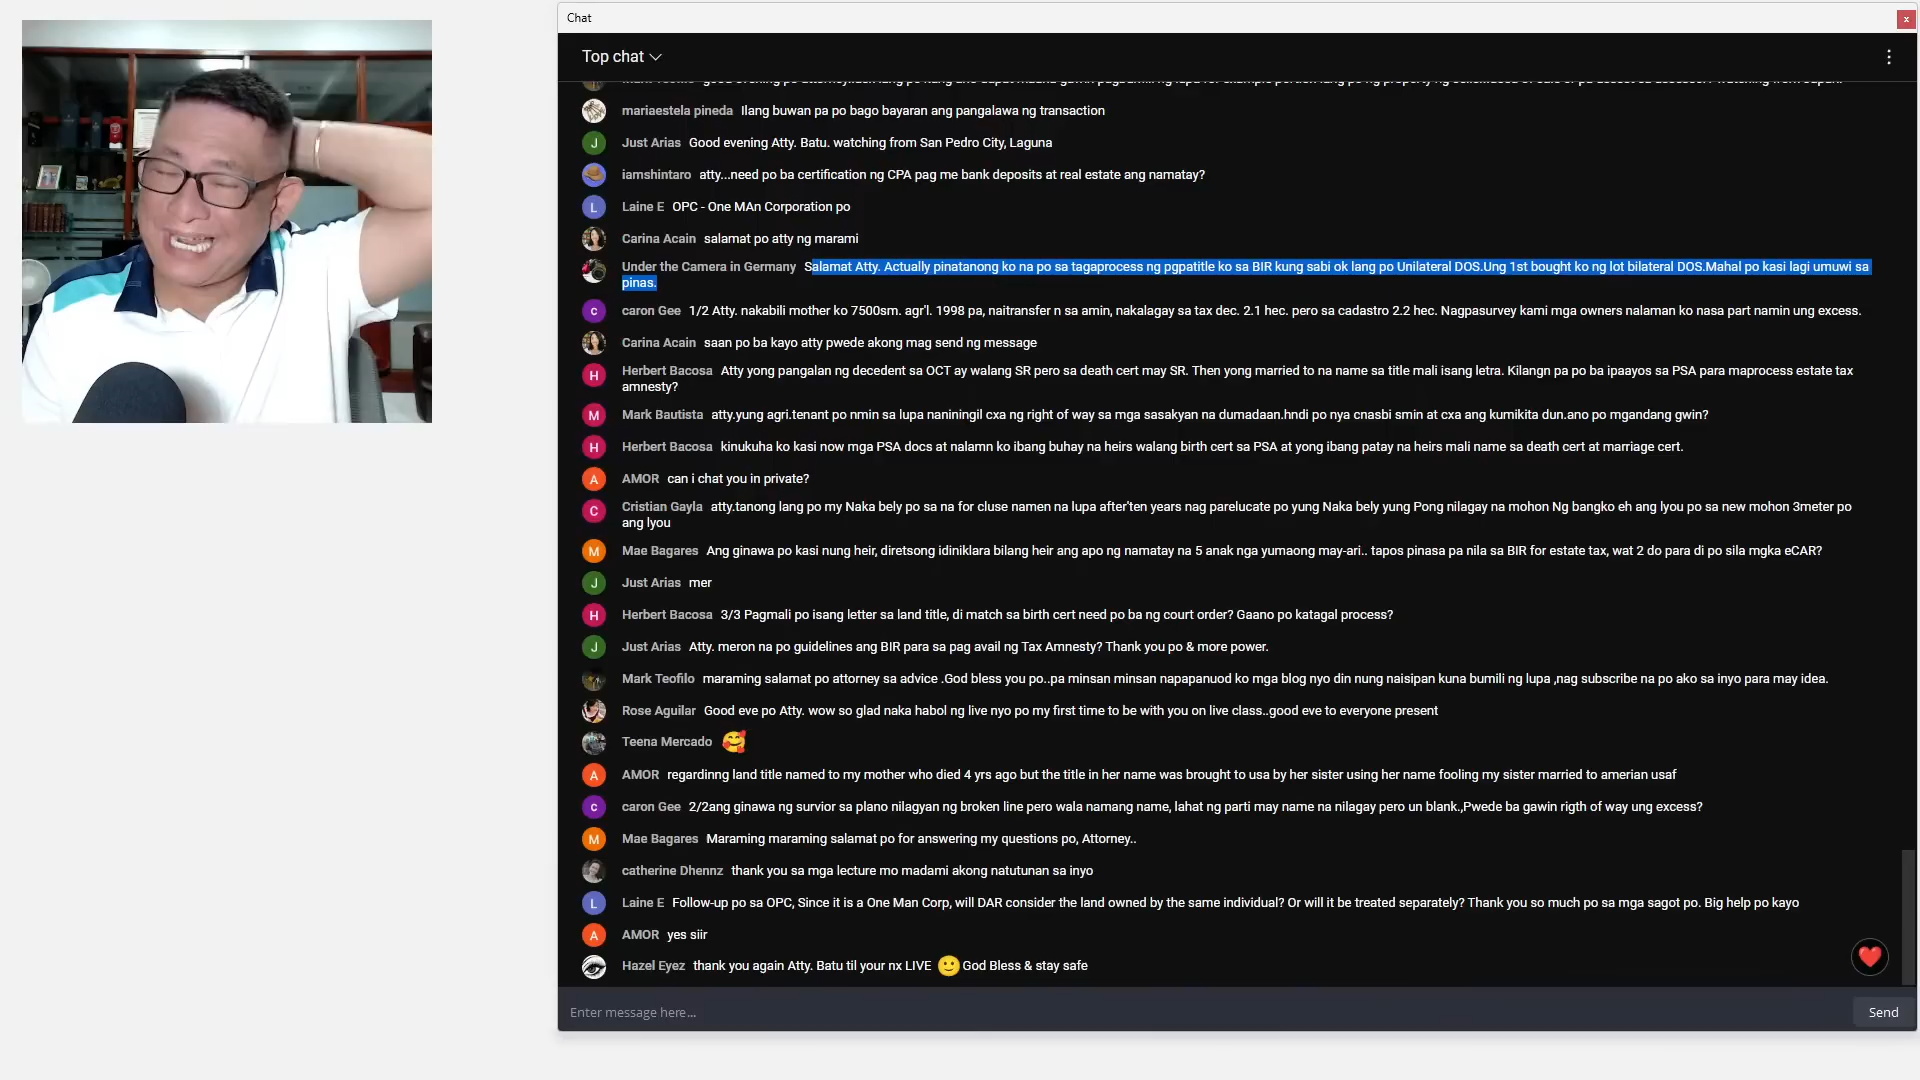 Chat
x
Top chat
mariaestela pineda Ilang buwan pa po bago bayaran ang pangalawa ng transaction
J Just Arias Good evening Atty. Batu. watching from San Pedro City, Laguna
iamshintaro atty...need po ba certification ng CPA pag me bank deposits at real estate ang namatay?
L Laine E OPC - One MAn Corporation po
Carina Acain salamat po atty ng marami
Under the Camera in Germany Salamat Atty. Actually pinatanong ko na po sa tagaprocess ng pgpatitle ko sa BIR kung sabi ok lang po Unilateral DOS.Ung 1st bought ko ng lot bilateral DOS.Mahal po kasi lagi umuwi sa
pinas.
c caron Gee 1/2 Atty. nakabili mother ko 7500sm. agr'l. 1998 pa, naitransfer n sa amin, nakalagay sa tax dec. 2.1 hec. pero sa cadastro 2.2 hec. Nagpasurvey kami mga owners nalaman ko nasa part namin ung excess.
Carina Acain saan po ba kayo atty pwede akong mag send ng message
H Herbert Bacosa Atty yong pangalan ng decedent sa OCT ay walang SR pero sa death cert may SR. Then yong married to na name sa title mali isang letra. Kilangn pa po ba ipaayos sa PSA para maprocess estate tax
amnesty?
M Mark Bautista atty.yung agri.tenant po nmin sa lupa naniningil cxa ng right of way sa mga sasakyan na dumadaan.hndi po nya cnasbi smin at cxa ang kumikita dun.ano po mgandang gwin?
H Herbert Bacosa kinukuha ko kasi now mga PSA docs at nalamn ko ibang buhay na heirs walang birth cert sa PSA at yong ibang patay na heirs mali name sa death cert at marriage cert.
A AMOR can i chat you in private?
C Cristian Gayla atty.tanong lang po my Naka bely po sa na for cluse namen na lupa after'ten years nag parelucate po yung Naka bely yung Pong nilagay na mohon Ng bangko eh ang lyou po sa new mohon 3meter po
ang lyou
M Mae Bagares Ang ginawa po kasi nung heir, diretsong idiniklara bilang heir ang apo ng namatay na 5 anak nga yumaong may-ari.. tapos pinasa pa nila sa BIR for estate tax, wat 2 do para di po sila mgka eCAR?
J Just Arias mer
H Herbert Bacosa 3/3 Pagmali po isang letter sa land title, di match sa birth cert need po ba ng court order? Gaano po katagal process?
J Just Arias Atty. meron na po guidelines ang BIR para sa pag avail ng Tax Amnesty? Thank you po & more power.
Mark Teofilo maraming salamat po attorney sa advice .God bless you po..pa minsan minsan napapanuod ko mga blog nyo din nung naisipan kuna bumili ng lupa ,nag subscribe na po ako sa inyo para may idea.
Rose Aguilar Good eve po Atty. wow so glad naka habol ng live nyo po my first time to be with you on live class..good eve to everyone present
Teena Mercado 🥰
A AMOR regardinng land title named to my mother who died 4 yrs ago but the title in her name was brought to usa by her sister using her name fooling my sister married to amerian usaf
c caron Gee 2/2ang ginawa ng survior sa plano nilagyan ng broken line pero wala namang name, lahat ng parti may name na nilagay pero un blank.,Pwede ba gawin rigth of way ung excess?
M Mae Bagares Maraming maraming salamat po for answering my questions po, Attorney..
catherine Dhennz thank you sa mga lecture mo madami akong natutunan sa inyo
L Laine E Follow-up po sa OPC, Since it is a One Man Corp, will DAR consider the land owned by the same individual? Or will it be treated separately? Thank you so much po sa mga sagot po. Big help po kayo
A AMOR yes siir
Hazel Eyez thank you again Atty. Batu til your nx LIVE 🙂 God Bless & stay safe
Enter message here...
Send